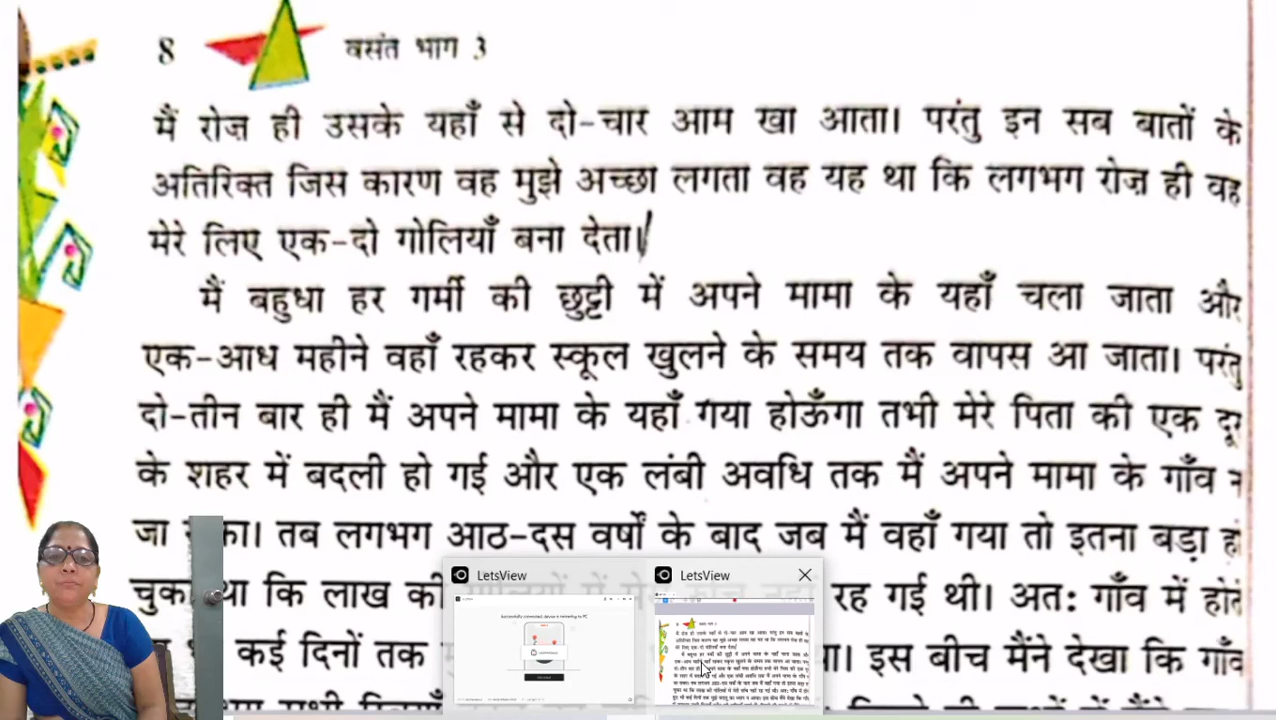 8 वसंत भाग 3
मैं रोज़ ही उसके यहाँ से दो-चार आम खा आता। परंतु इन सब बातों के
अतिरिक्त जिस कारण वह मुझे अच्छा लगता वह यह था कि लगभग रोज़ ही वह
मेरे लिए एक-दो गोलियाँ बना देता।
मैं बहुधा हर गर्मी की छुट्टी में अपने मामा के यहाँ चला जाता और
एक-आध महीने वहाँ रहकर स्कूल खुलने के समय तक वापस आ जाता। परंतु
दो-तीन बार ही मैं अपने मामा के यहाँ गया होऊँगा तभी मेरे पिता की एक दूर
के शहर में बदली हो गई और एक लंबी अवधि तक मैं अपने मामा के गाँव
जा तब लगभग आठ-दस वर्षों के बाद जब मैं वहाँ गया तो इतना बड़ा
था कि लाख की रह गई थी। अतः गाँव में
कई दिनों तक इस बीच मैंने देखा गाँव
LetsView
LetsView